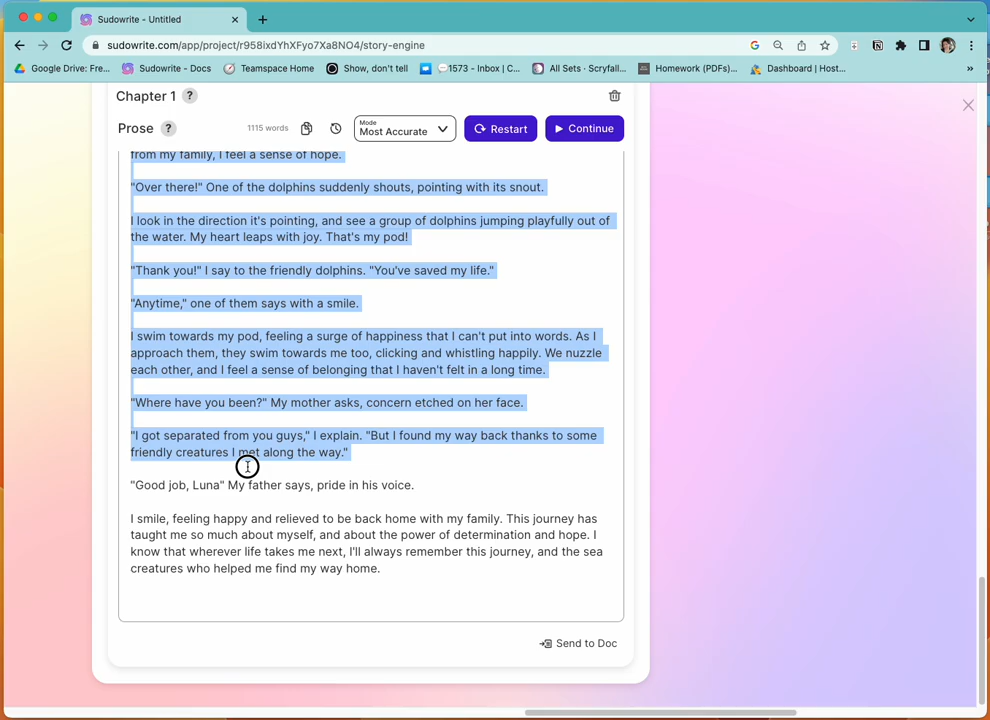 Sudowrite - Untitled
sudowrite.com/app/project/r958ixdYhXFyo7Xa8NO4/story-engine
Google Drive: Fre... Sudowrite - Docs Teamspace Home Show, don't tell 1573 - Inbox | C... All Sets · Scryfall... Homework (PDFs)... Dashboard | Host...
Chapter 1 ?
Prose ? 1115 words Mode Most Accurate Restart Continue
from my family, I feel a sense of hope.
"Over there!" One of the dolphins suddenly shouts, pointing with its snout.
I look in the direction it's pointing, and see a group of dolphins jumping playfully out of
the water. My heart leaps with joy. That's my pod!
"Thank you!" I say to the friendly dolphins. "You've saved my life."
"Anytime," one of them says with a smile.
I swim towards my pod, feeling a surge of happiness that I can't put into words. As I
approach them, they swim towards me too, clicking and whistling happily. We nuzzle
each other, and I feel a sense of belonging that I haven't felt in a long time.
"Where have you been?" My mother asks, concern etched on her face.
"I got separated from you guys," I explain. "But I found my way back thanks to some
friendly creatures I met along the way."
"Good job, Luna" My father says, pride in his voice.
I smile, feeling happy and relieved to be back home with my family. This journey has
taught me so much about myself, and about the power of determination and hope. I
know that wherever life takes me next, I'll always remember this journey, and the sea
creatures who helped me find my way home.
Send to Doc